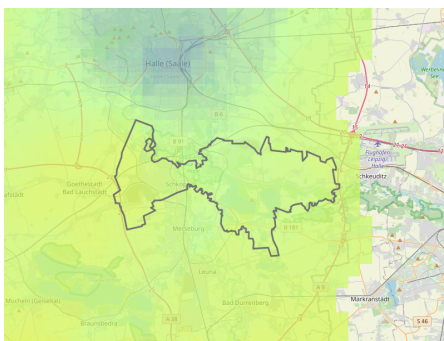 Halle (Saale)
14
Flughafen
Leipzig/
Halle
B 6
B 91
Schkeuditz
Goethestadt
Bad Lauchstädt
Merseburg
B 181
Leuna
Bad Dürrenberg
A 9
Markranstädt
Mücheln (Geiseltal)
Braunsbedra
A 38
S 46